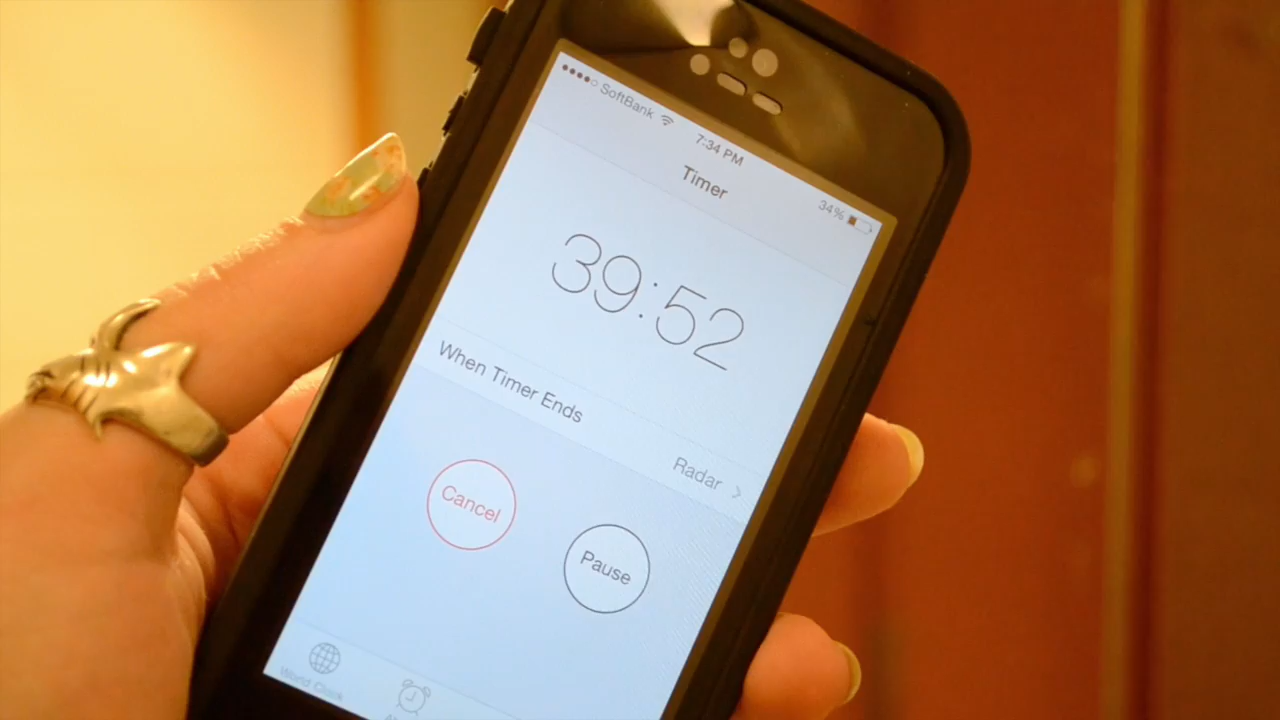 SoftBank 7:34 PM 34%
Timer
39:52
When Timer Ends
Radar
Cancel
Pause
World Clock